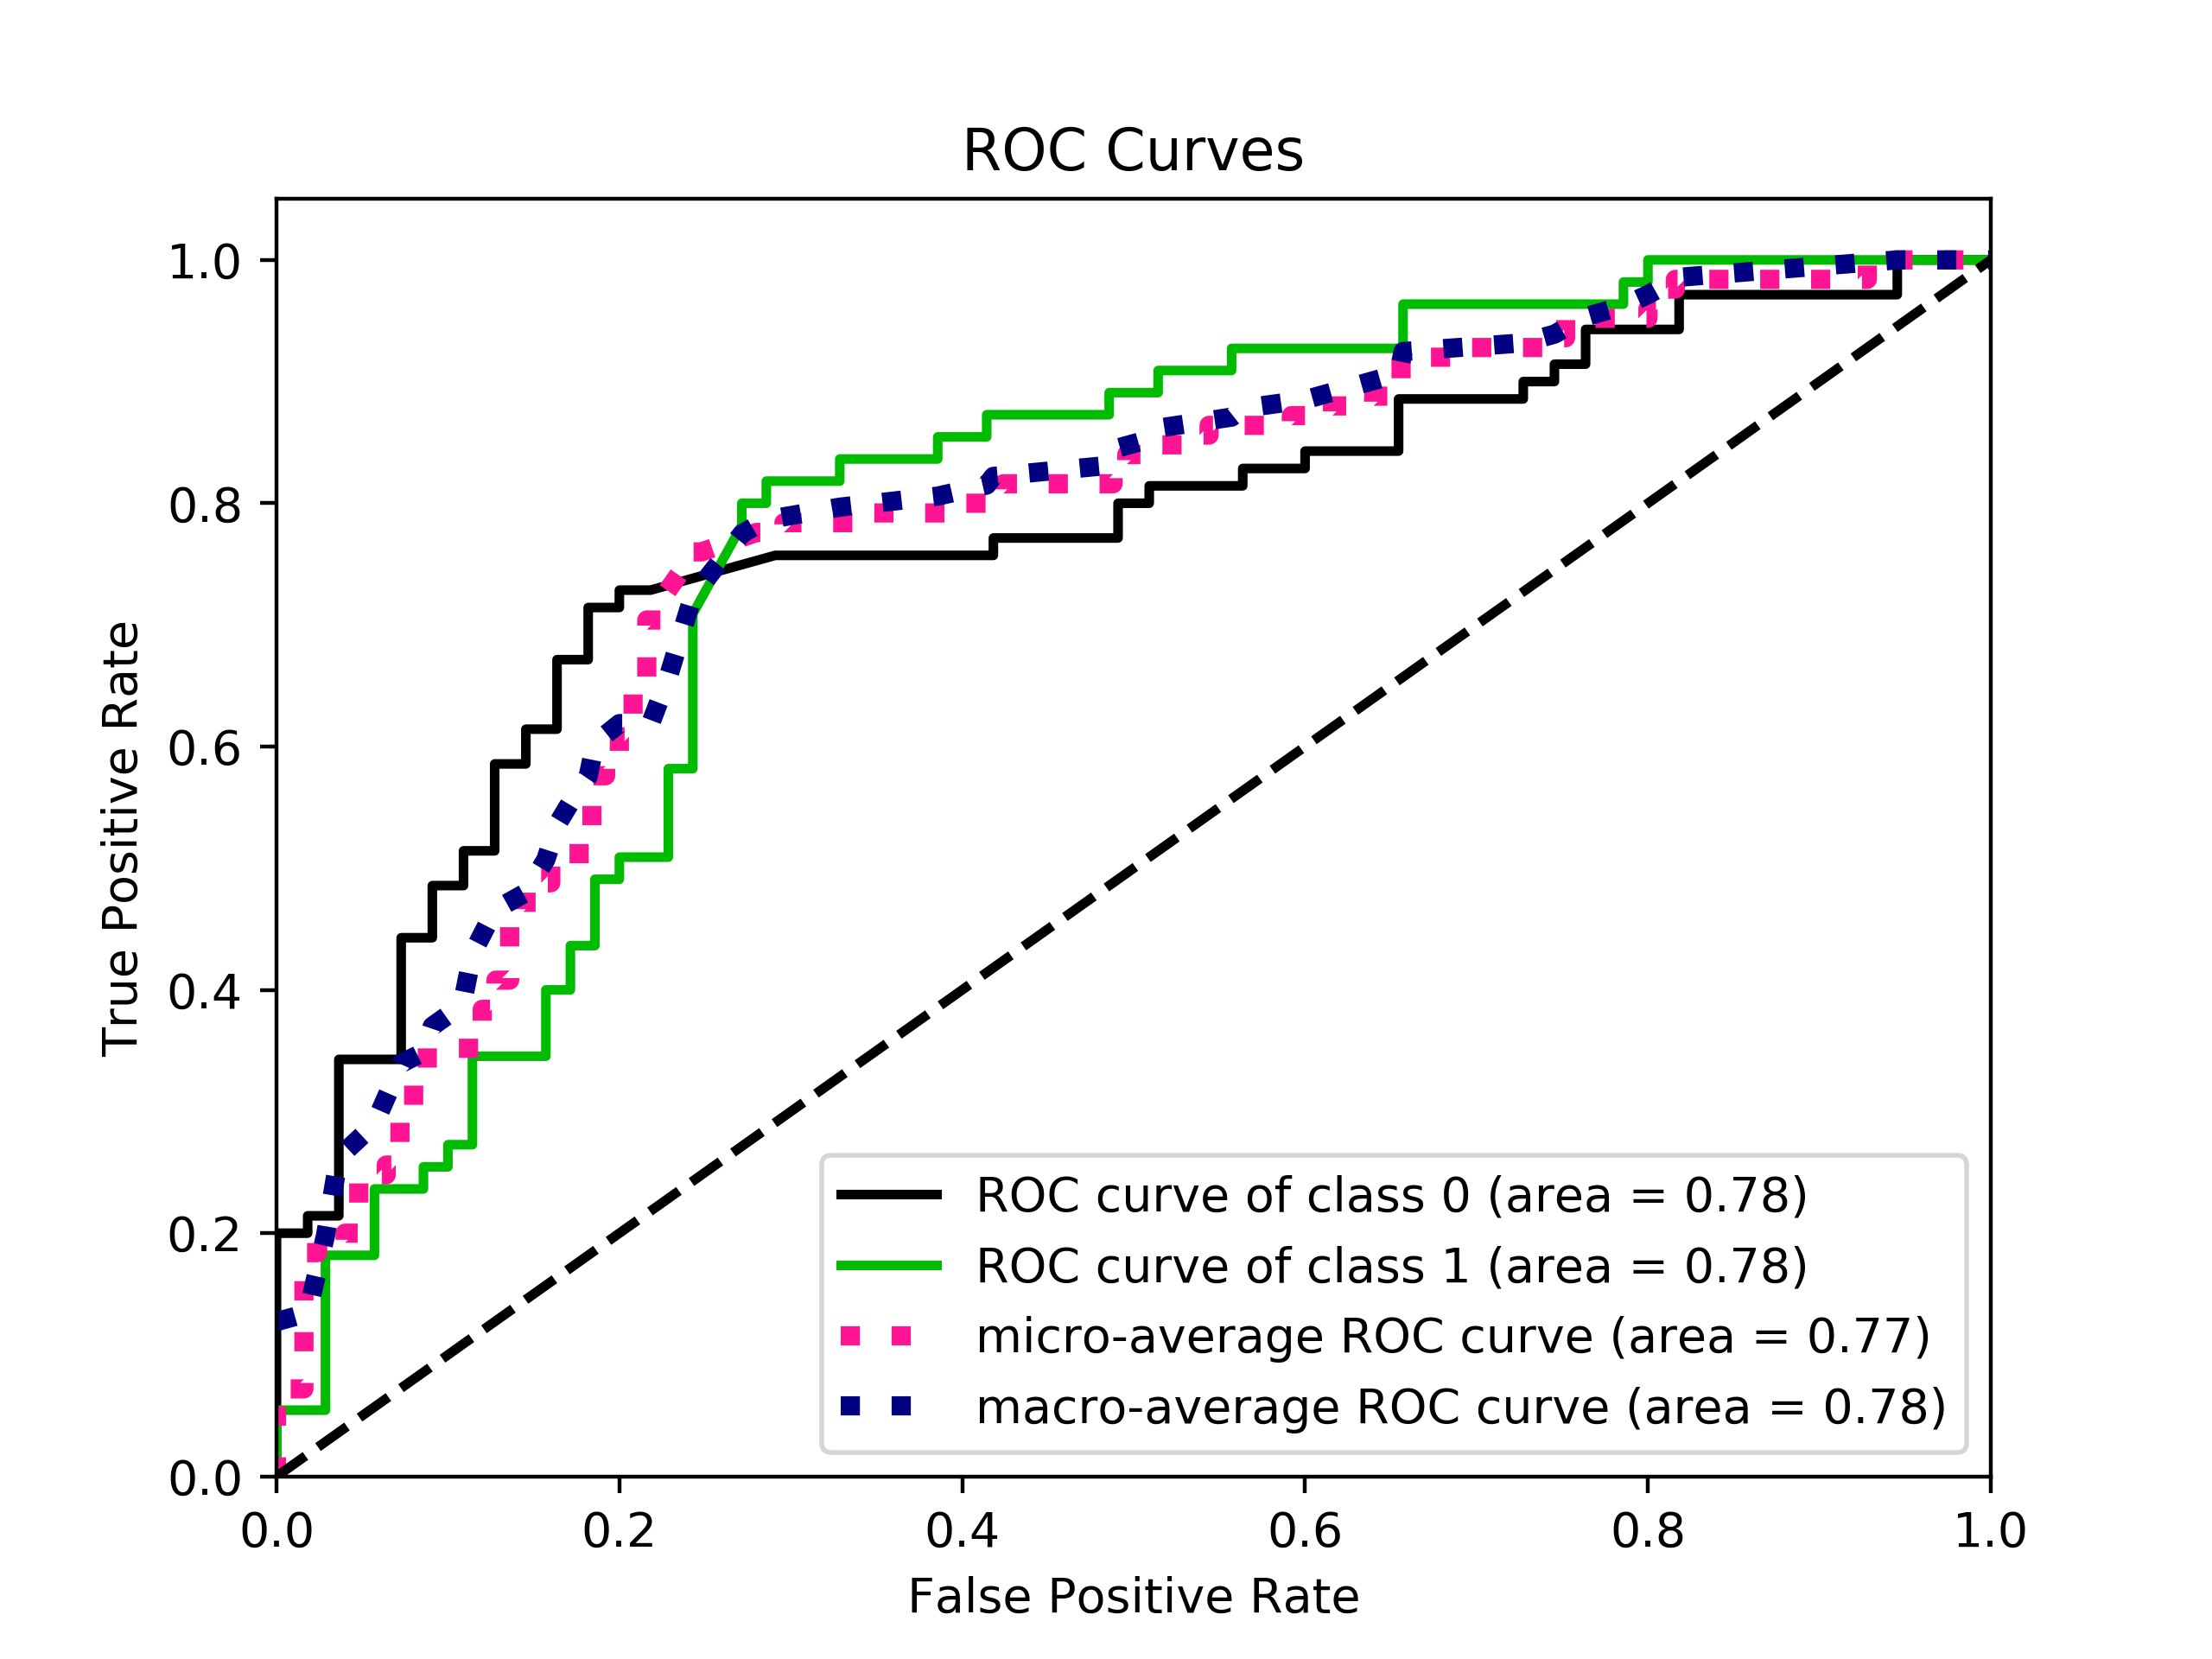 ROC Curves
True Positive Rate
1.0
0.8
0.6
0.4
0.2
0.0
ROC curve of class 0 (area = 0.78)
ROC curve of class 1 (area = 0.78)
micro-average ROC curve (area = 0.77)
macro-average ROC curve (area = 0.78)
0.0 0.2 0.4 0.6 0.8 1.0
False Positive Rate